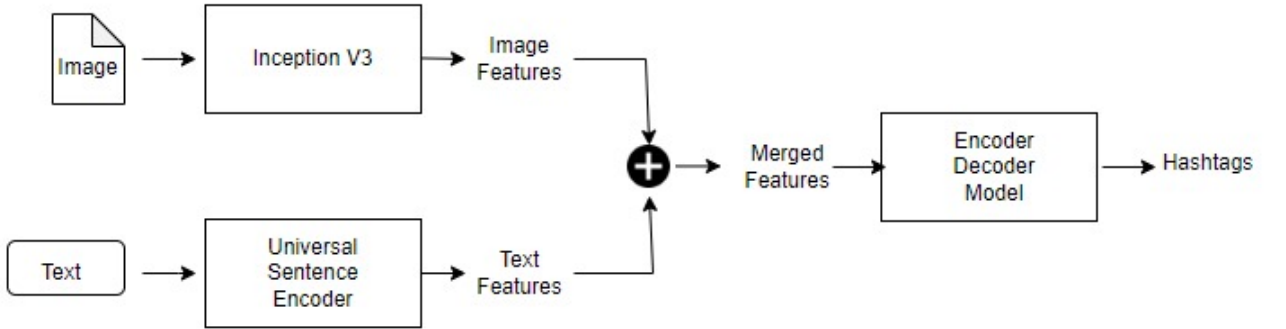 Image
Inception V3
Image
Features
Text
Universal
Sentence
Encoder
Text
Features
Merged
Features
Encoder
Decoder
Model
Hashtags